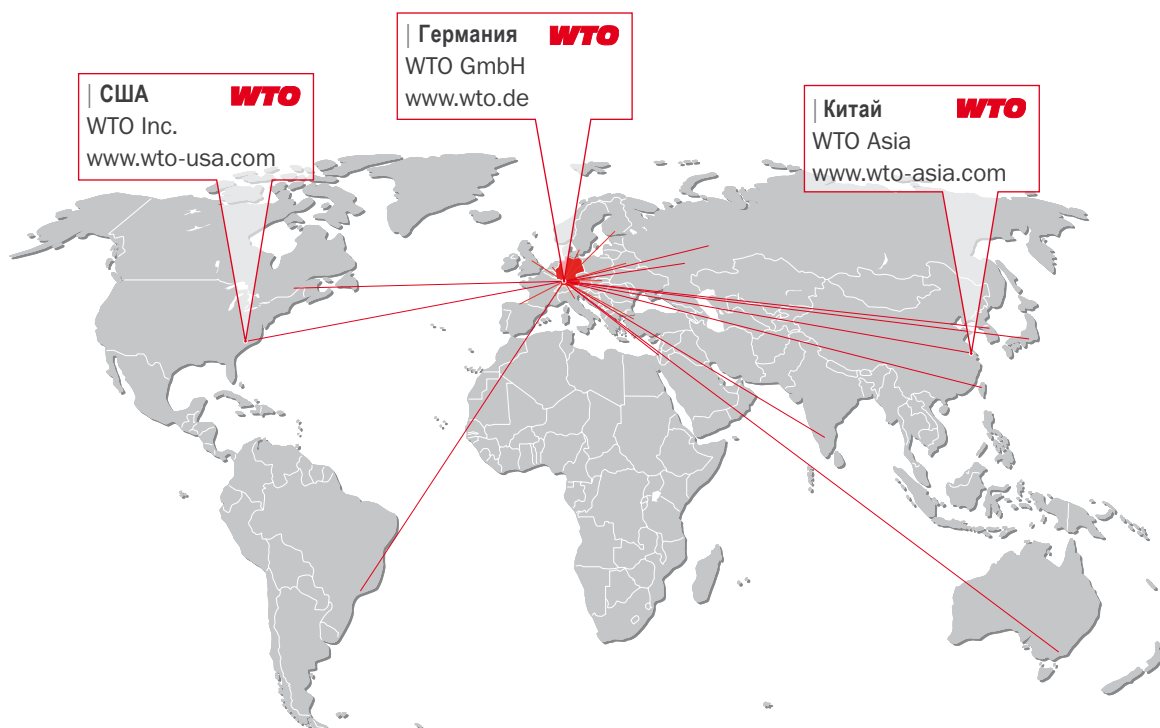 | Германия WTO
WTO GmbH
www.wto.de
| США WTO
WTO Inc.
www.wto-usa.com
| Китай WTO
WTO Asia
www.wto-asia.com